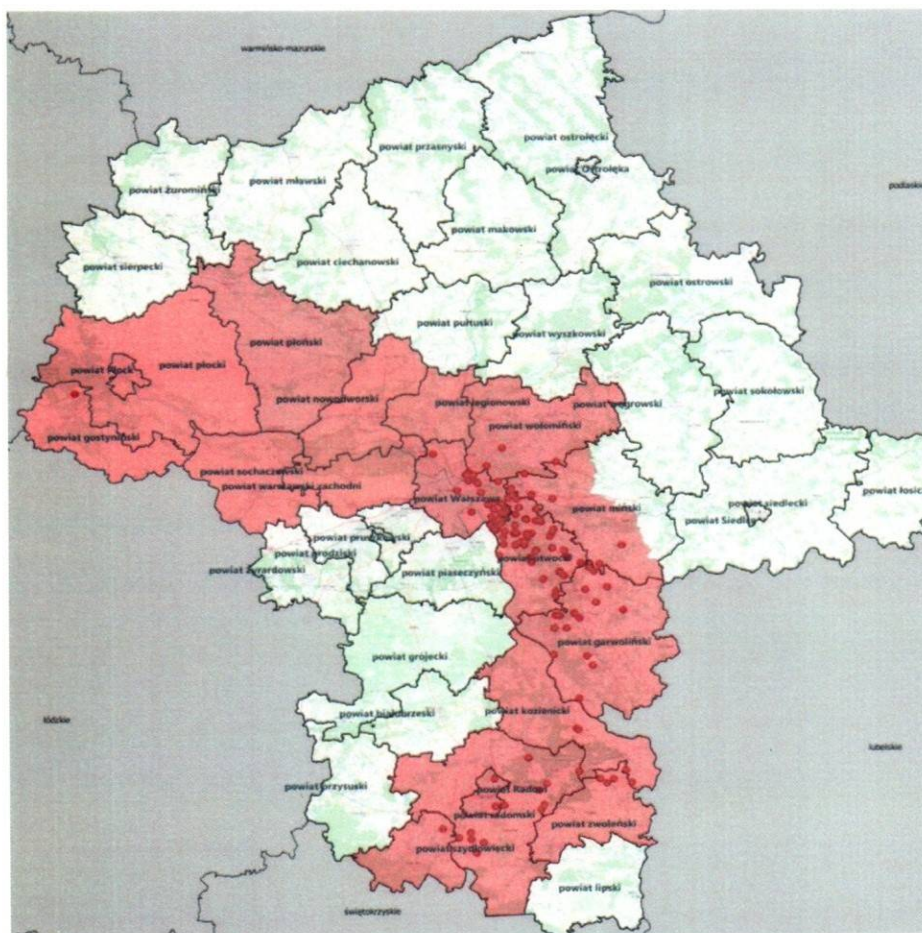 warmińsko-mazurskie
powiat ostrołęcki
powiat przasnyski
powiat Ostrołęka
podlaskie
powiat mławski
powiat żuromiński
powiat makowski
powiat ciechanowski
powiat sierpecki
powiat ostrowski
powiat pułtuski
powiat wyszkowski
powiat płoński
powiat płocki
powiat Płock
powiat sokołowski
powiat nowodworski
powiat legionowski
powiat węgrowski
powiat wołomiński
powiat gostyniński
powiat sochaczewski
powiat warszawski zachodni
powiat łosic
powiat Warszawa
powiat siedlecki
powiat miński
powiat Siedlce
powiat pruszkowski
powiat grodziski
powiat otwocki
powiat żyrardowski
powiat piaseczyński
powiat garwoliński
powiat grójecki
powiat kozienicki
powiat białobrzeski
łódzkie
lubelskie
powiat przysuski
powiat Radom
powiat radomski
powiat zwoleński
powiat szydłowiecki
powiat lipski
świętokrzyskie